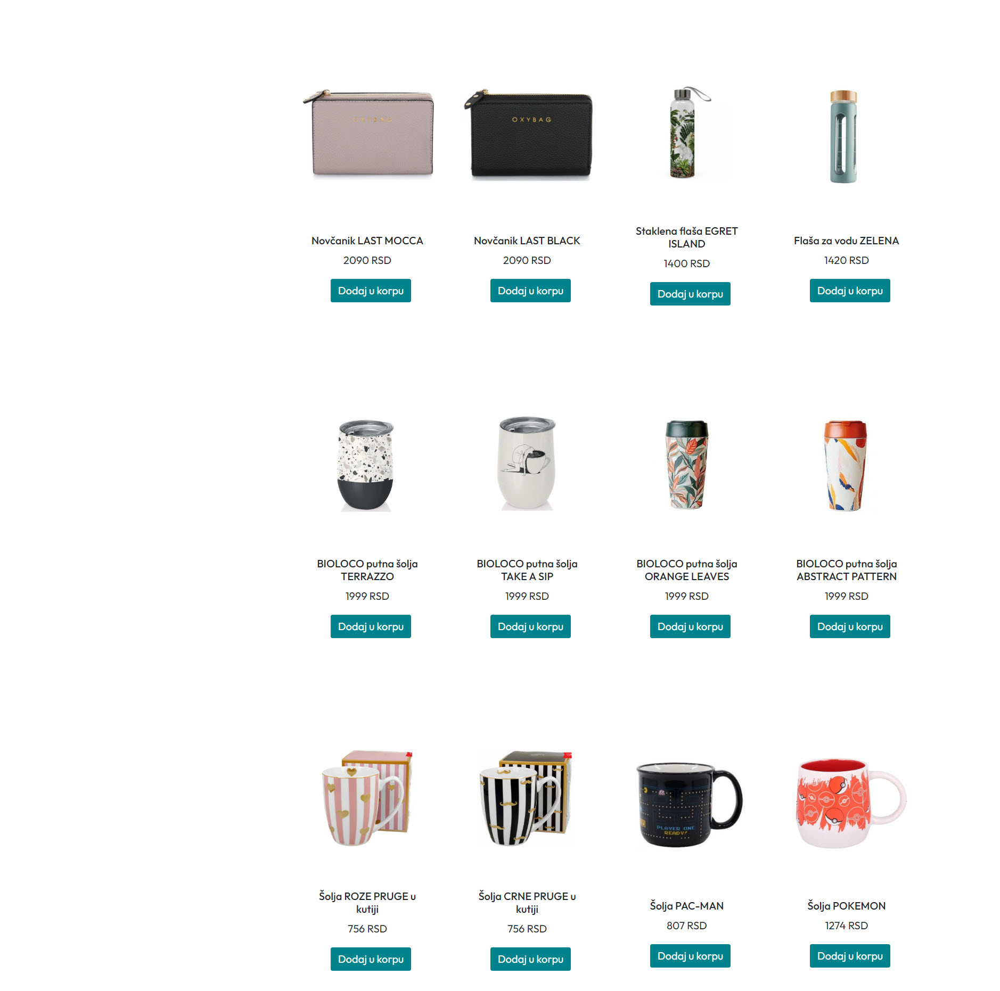 OXYBAG
OXYBAG
Novčanik LAST MOCCA
2090 RSD
Dodaj u korpu
Novčanik LAST BLACK
2090 RSD
Dodaj u korpu
Staklena flaša EGRET
ISLAND
1400 RSD
Dodaj u korpu
Flaša za vodu ZELENA
1420 RSD
Dodaj u korpu
BIOLOCO putna šolja
TERRAZZO
1999 RSD
Dodaj u korpu
BIOLOCO putna šolja
TAKE A SIP
1999 RSD
Dodaj u korpu
BIOLOCO putna šolja
ORANGE LEAVES
1999 RSD
Dodaj u korpu
BIOLOCO putna šolja
ABSTRACT PATTERN
1999 RSD
Dodaj u korpu
PLAYER ONE
READY!
Šolja ROZE PRUGE u
kutiji
756 RSD
Dodaj u korpu
Šolja CRNE PRUGE u
kutiji
756 RSD
Dodaj u korpu
Šolja PAC-MAN
807 RSD
Dodaj u korpu
Šolja POKEMON
1274 RSD
Dodaj u korpu